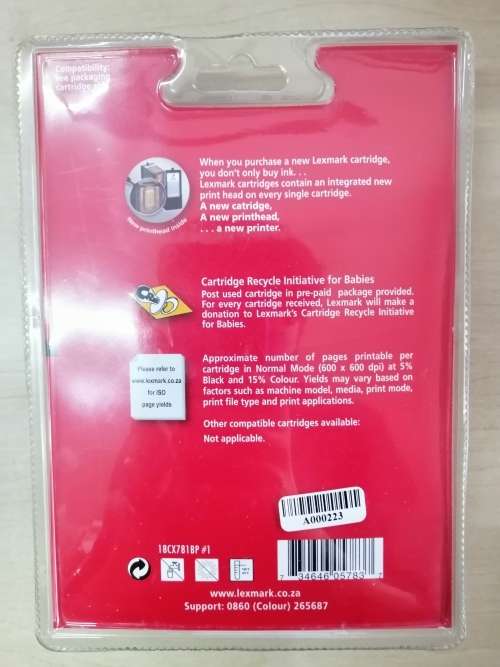 Compatibility:
see packaging
cartridge
When you purchase a new Lexmark cartridge,
you don't only buy ink. . .
Lexmark cartridges contain an integrated new
print head on every single cartridge.
A new catridge,
A new printhead,
. . . a new printer.
New printhead inside
Cartridge Recycle Initiative for Babies
Post used cartridge in pre-paid package provided.
For every cartridge received, Lexmark will make a
donation to Lexmark's Cartridge Recycle Initiative
for Babies.
Please refer to
www.lexmark.co.za
for ISO
page yields
Approximate number of pages printable per
cartridge in Normal Mode (600 x 600 dpi) at 5%
Black and 15% Colour. Yields may vary based on
factors such as machine model, media, print mode,
print file type and print applications.
Other compatible cartridges available:
Not applicable.
A000223
18CX7B1BP #1
7 34646 05783 7
www.lexmark.co.za
Support: 0860 (Colour) 265687